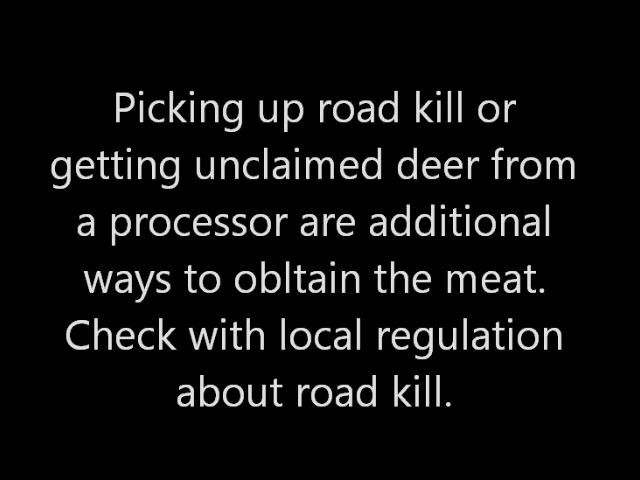 Picking up road kill or
getting unclaimed deer from
a processor are additional
ways to obltain the meat.
Check with local regulation
about road kill.